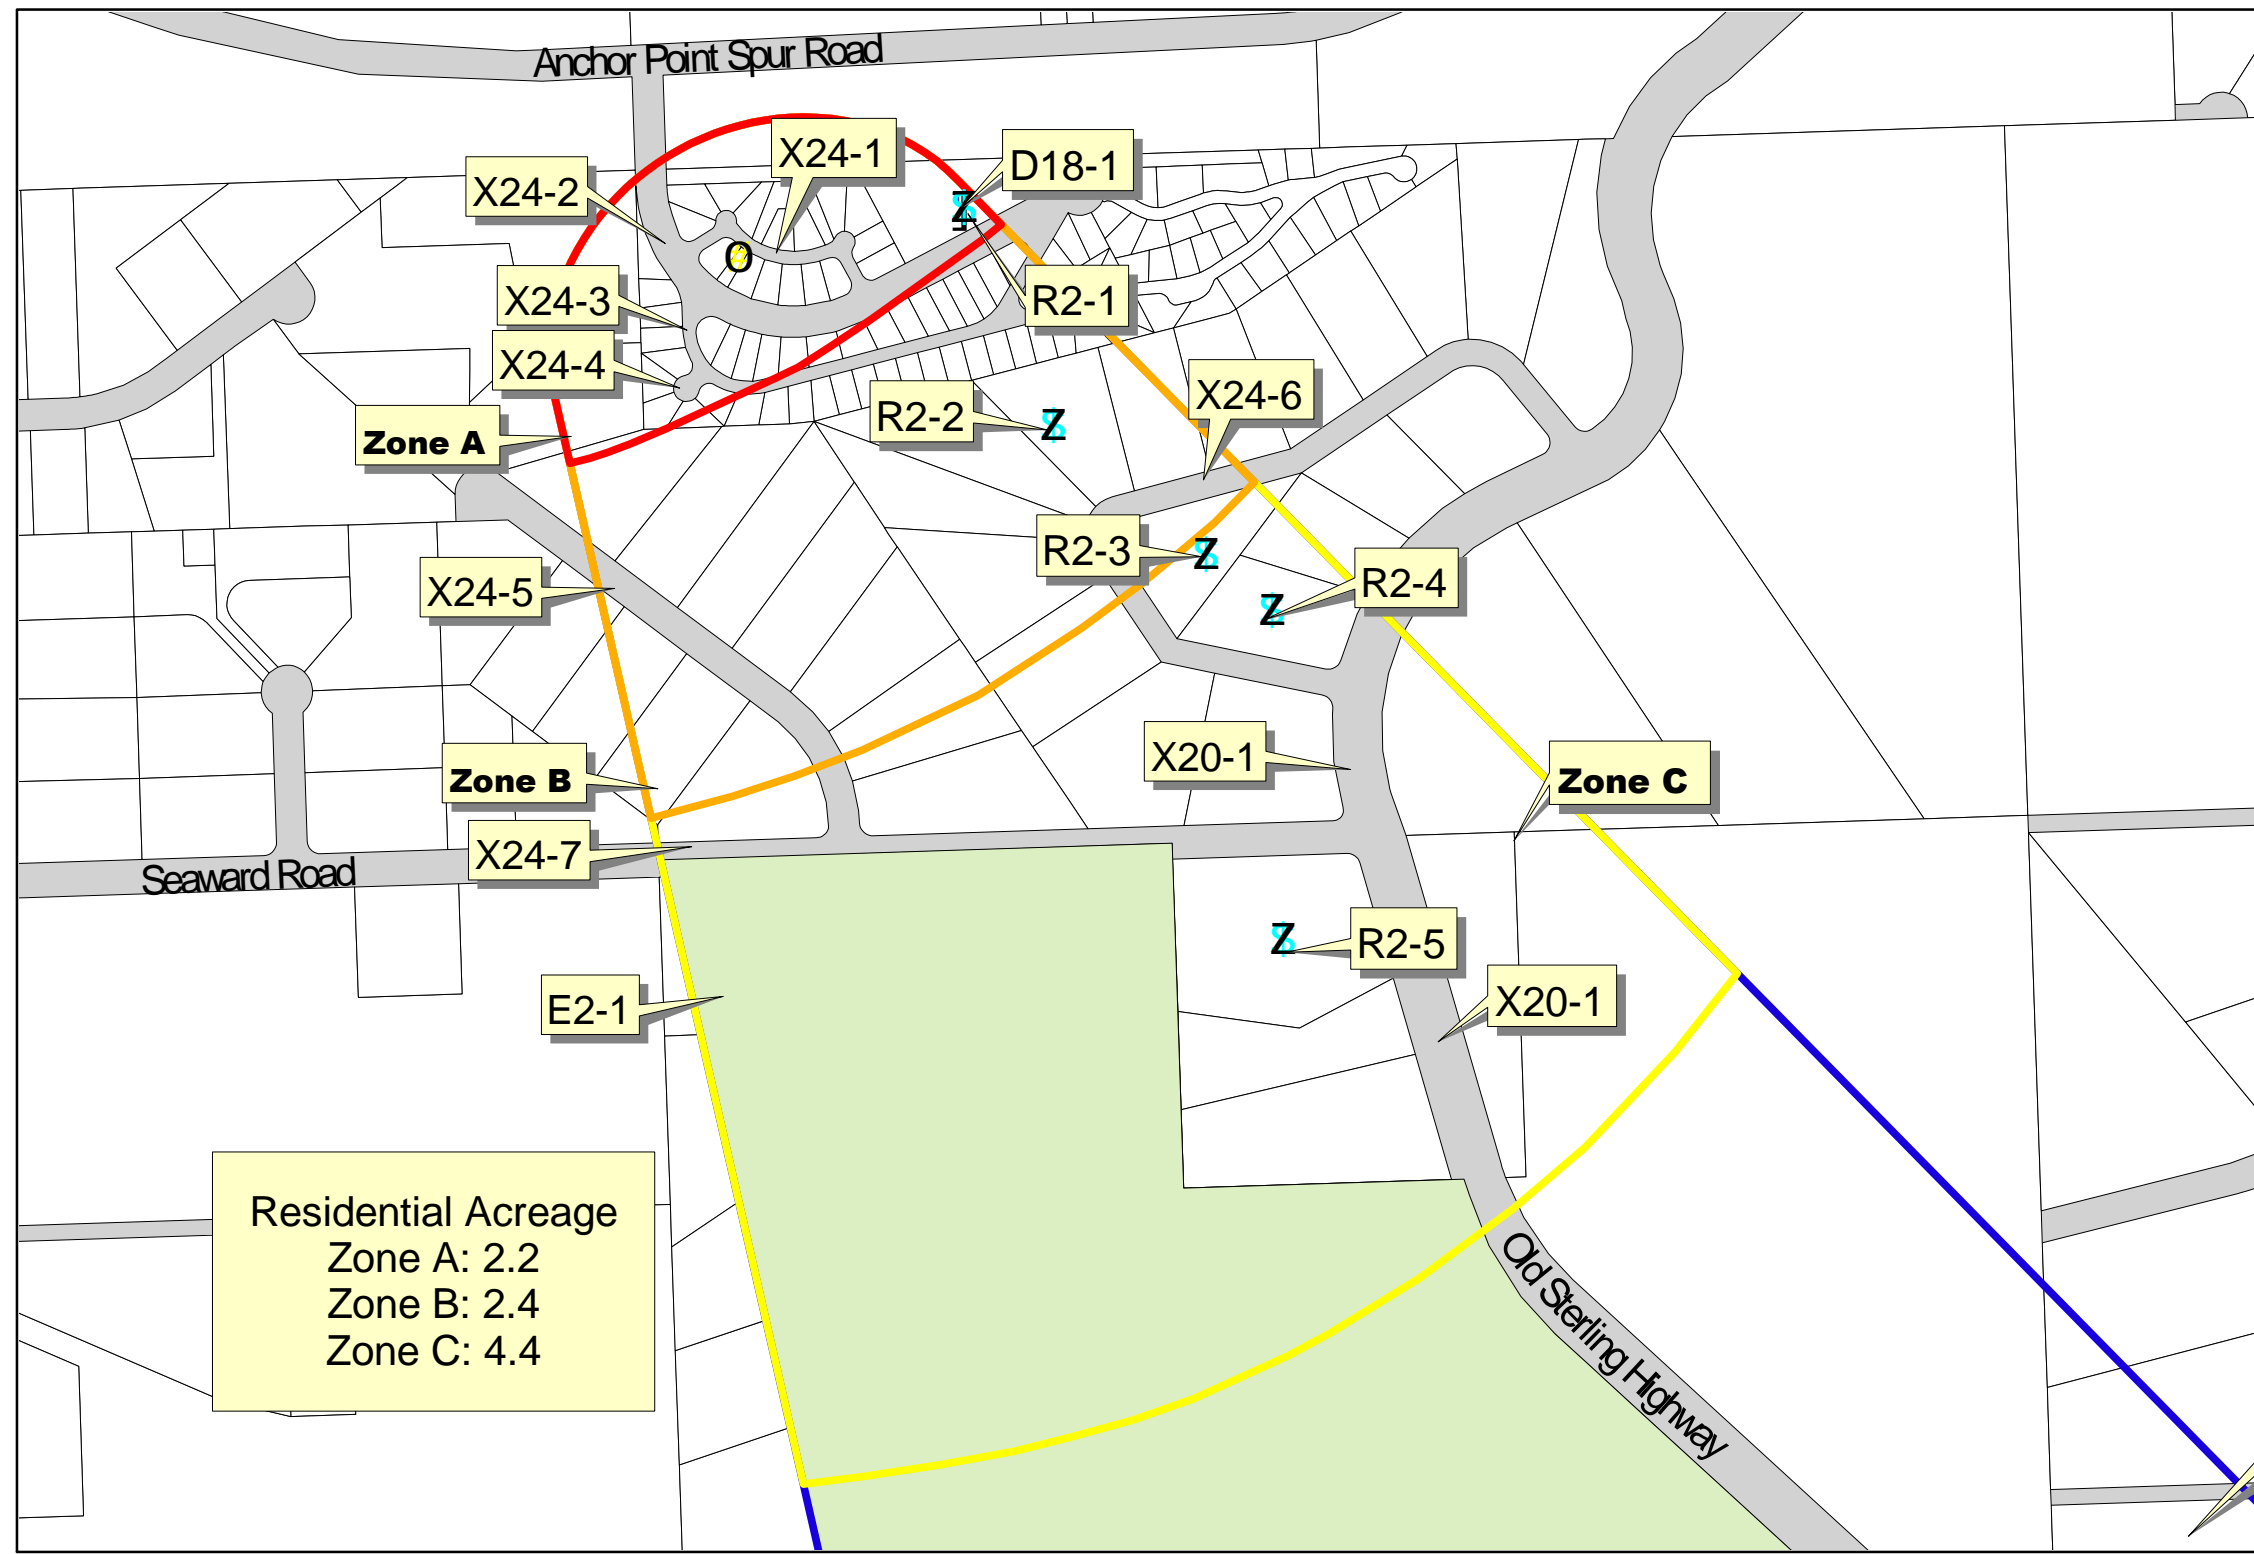 Anchor Point Spur Road
X24-1
D18-1
X24-2
X24-3
R2-1
X24-4
X24-6
R2-2
Zone A
R2-3
X24-5
R2-4
X20-1
Zone B
Zone C
X24-7
Seaward Road
R2-5
E2-1
X20-1
Residential Acreage
Zone A: 2.2
Zone B: 2.4
Zone C: 4.4
Old Sterling Highway